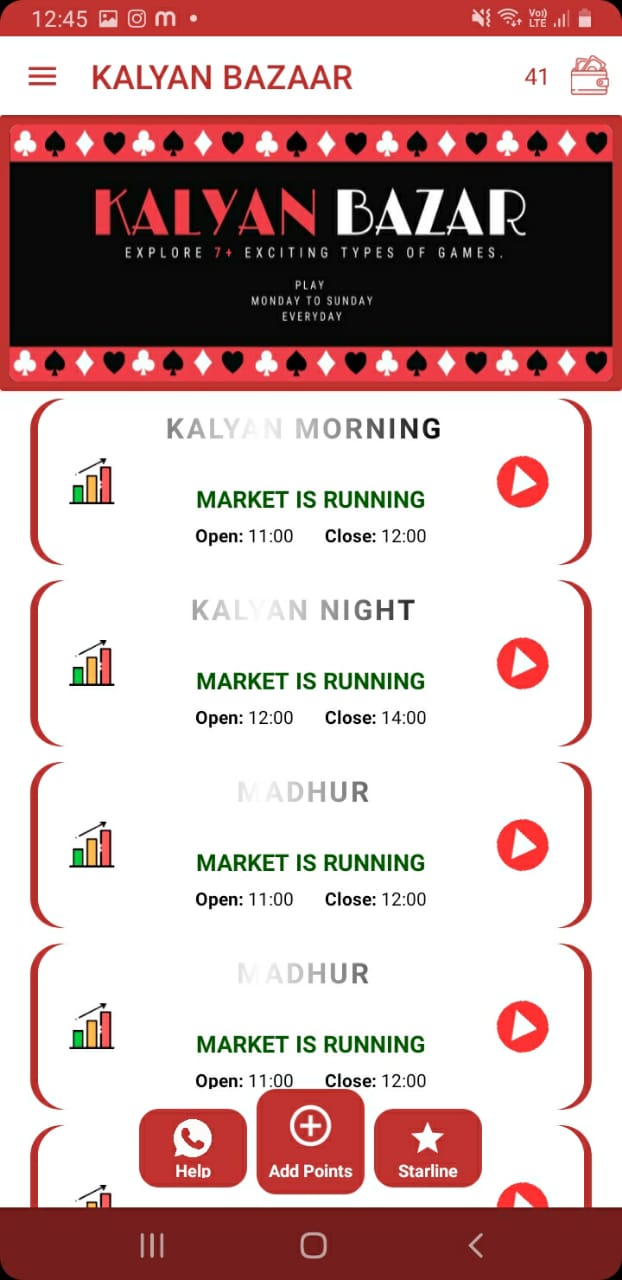 12:45
Vo)
LTE
KALYAN BAZAAR
41
KALYAN BAZAR
EXPLORE 7+ EXCITING TYPES OF GAMES.
PLAY
MONDAY TO SUNDAY
EVERYDAY
KALYAN MORNING
MARKET IS RUNNING
Open: 11:00 Close: 12:00
KALYAN NIGHT
MARKET IS RUNNING
Open: 12:00 Close: 14:00
MADHUR
MARKET IS RUNNING
Open: 11:00 Close: 12:00
MADHUR
MARKET IS RUNNING
Open: 11:00 Close: 12:00
Help
Add Points
Starline